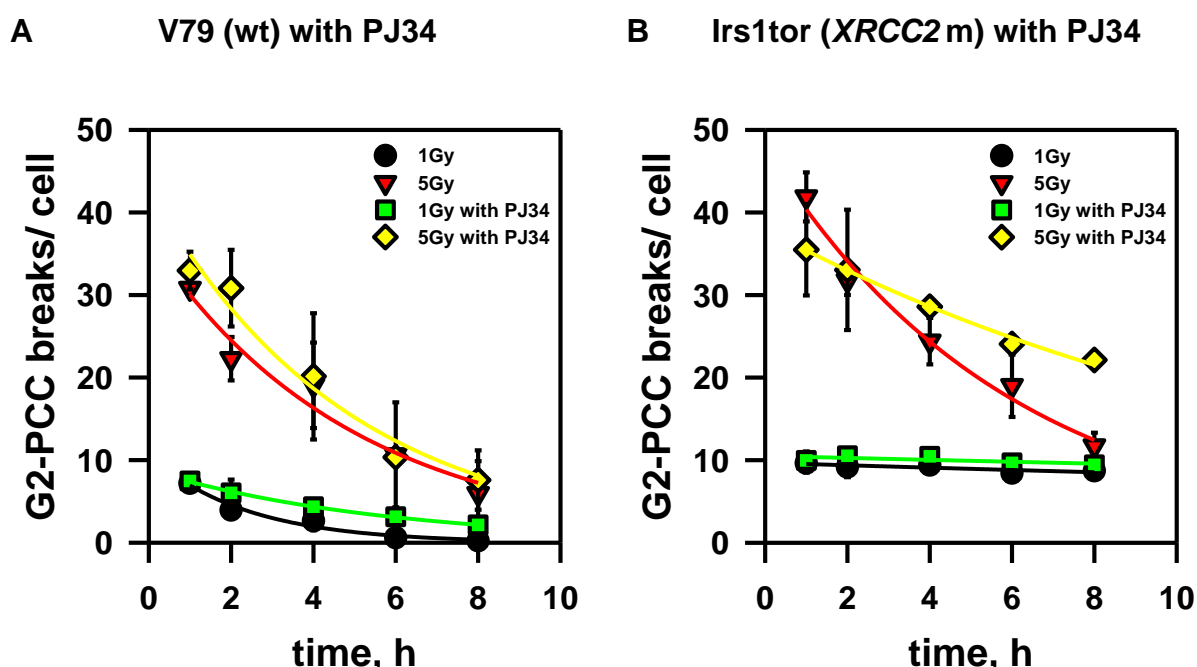 A V79 (wt) with PJ34
G2-PCC breaks/ cell
50
40
30
20
10
0
1Gy
5Gy
1Gy with PJ34
5Gy with PJ34
0 2 4 6 8 10
time, h
B Irs1tor (XRCC2 m) with PJ34
G2-PCC breaks/ cell
50
40
30
20
10
0
1Gy
5Gy
1Gy with PJ34
5Gy with PJ34
0 2 4 6 8 10
time, h